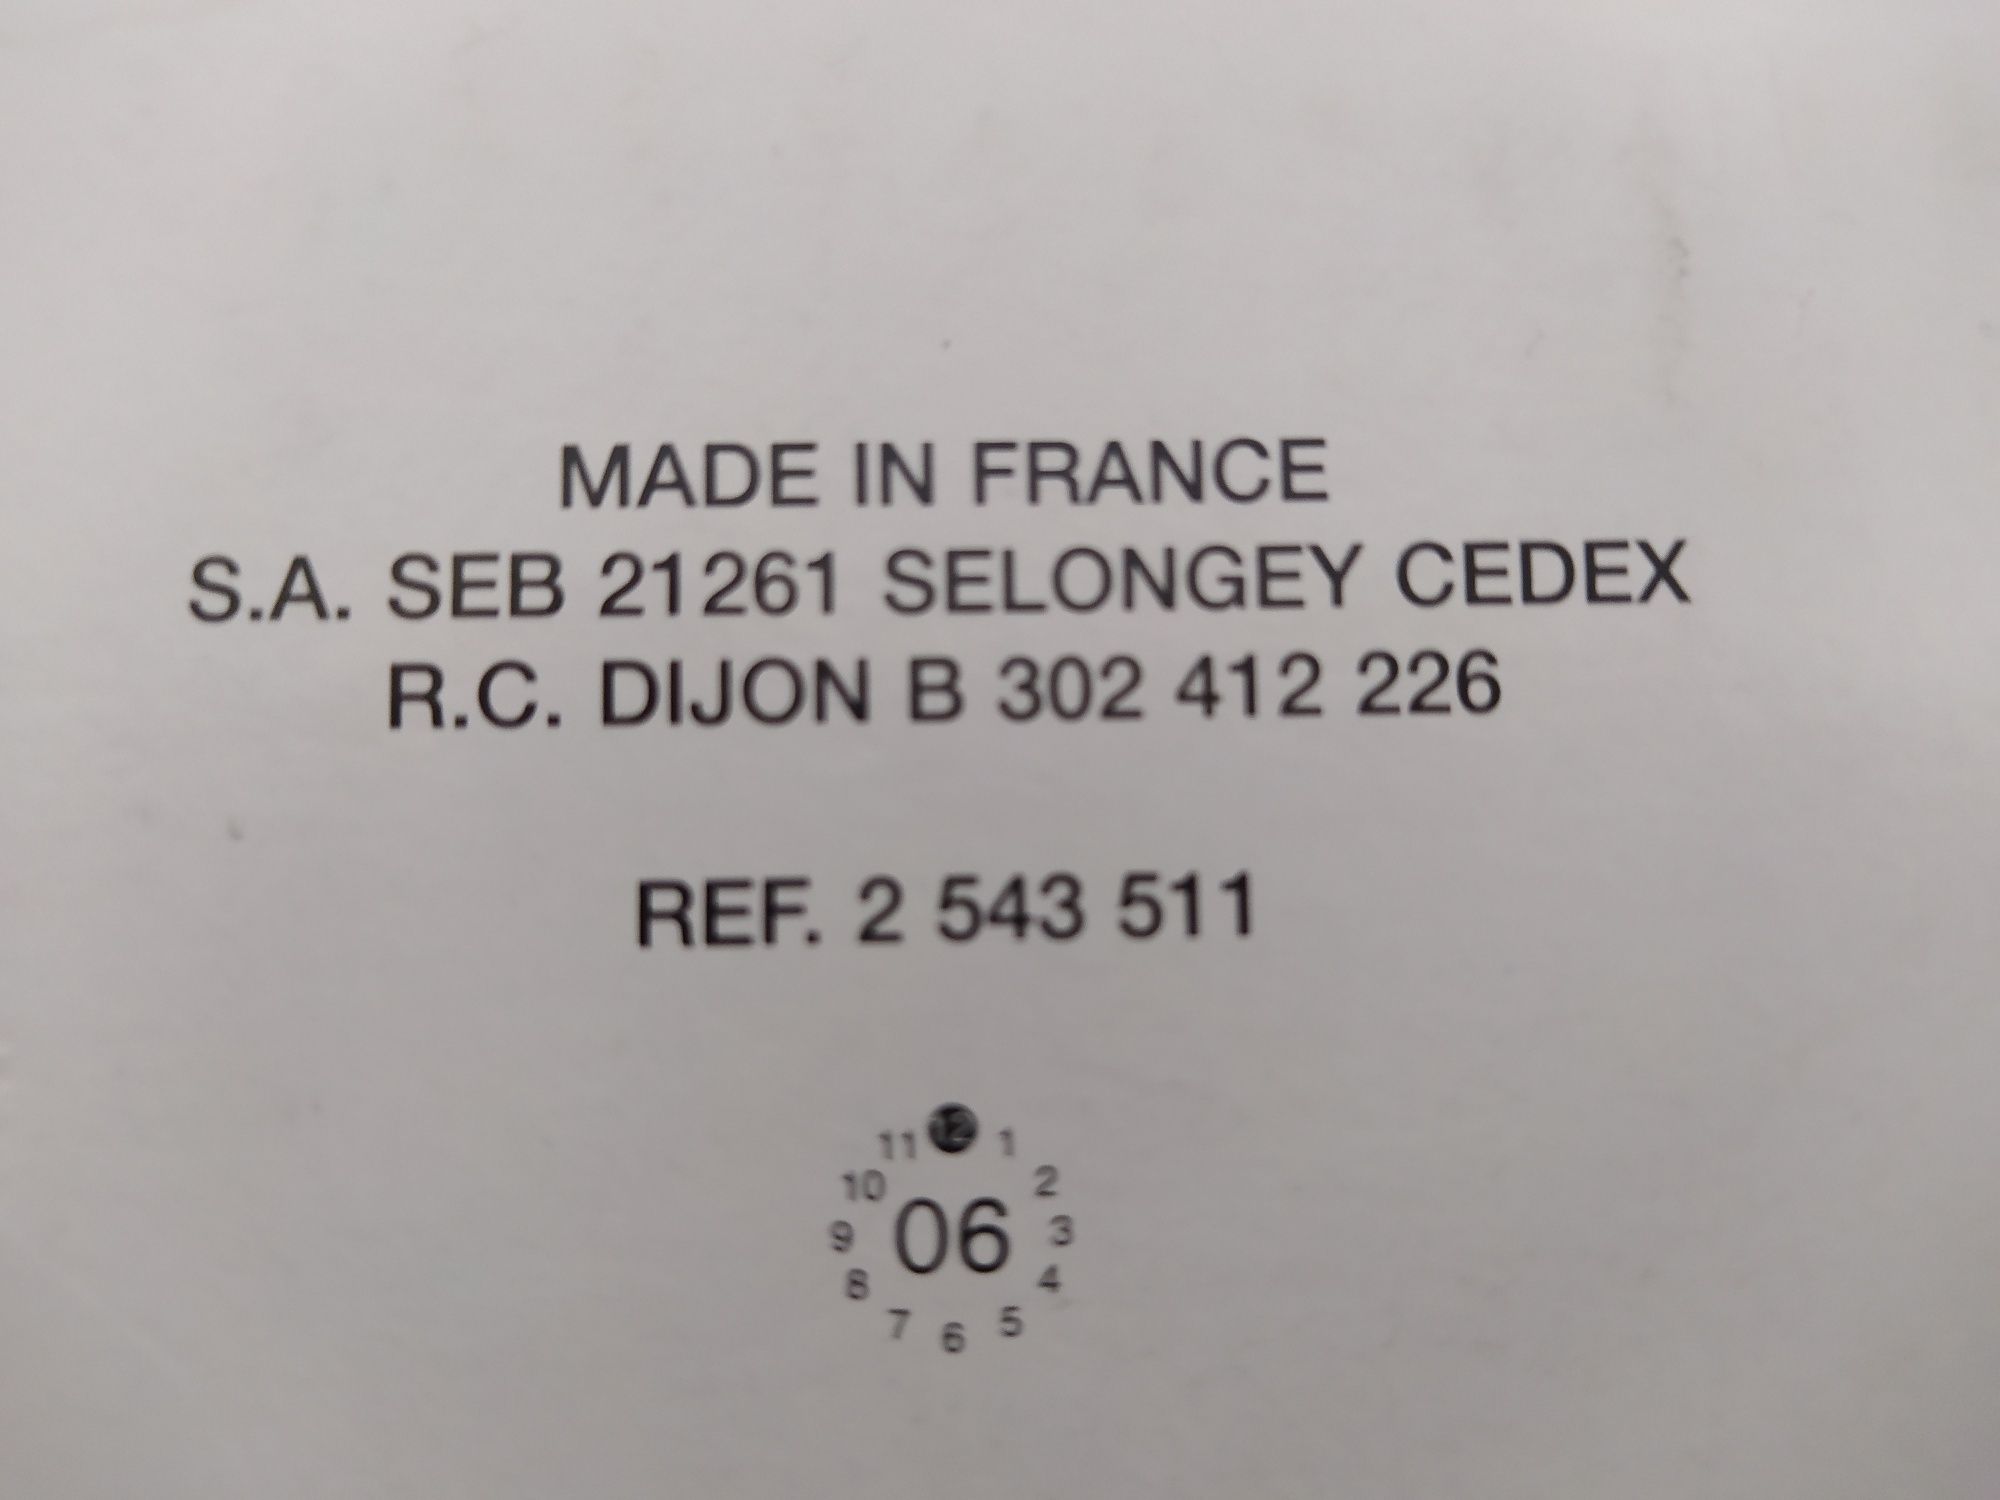 MADE IN FRANCE
S.A. SEB 21261 SELONGEY CEDEX
R.C. DIJON B 302 412 226
REF. 2 543 511
11 12 1
10 2
9 06 3
8 4
7 6 5